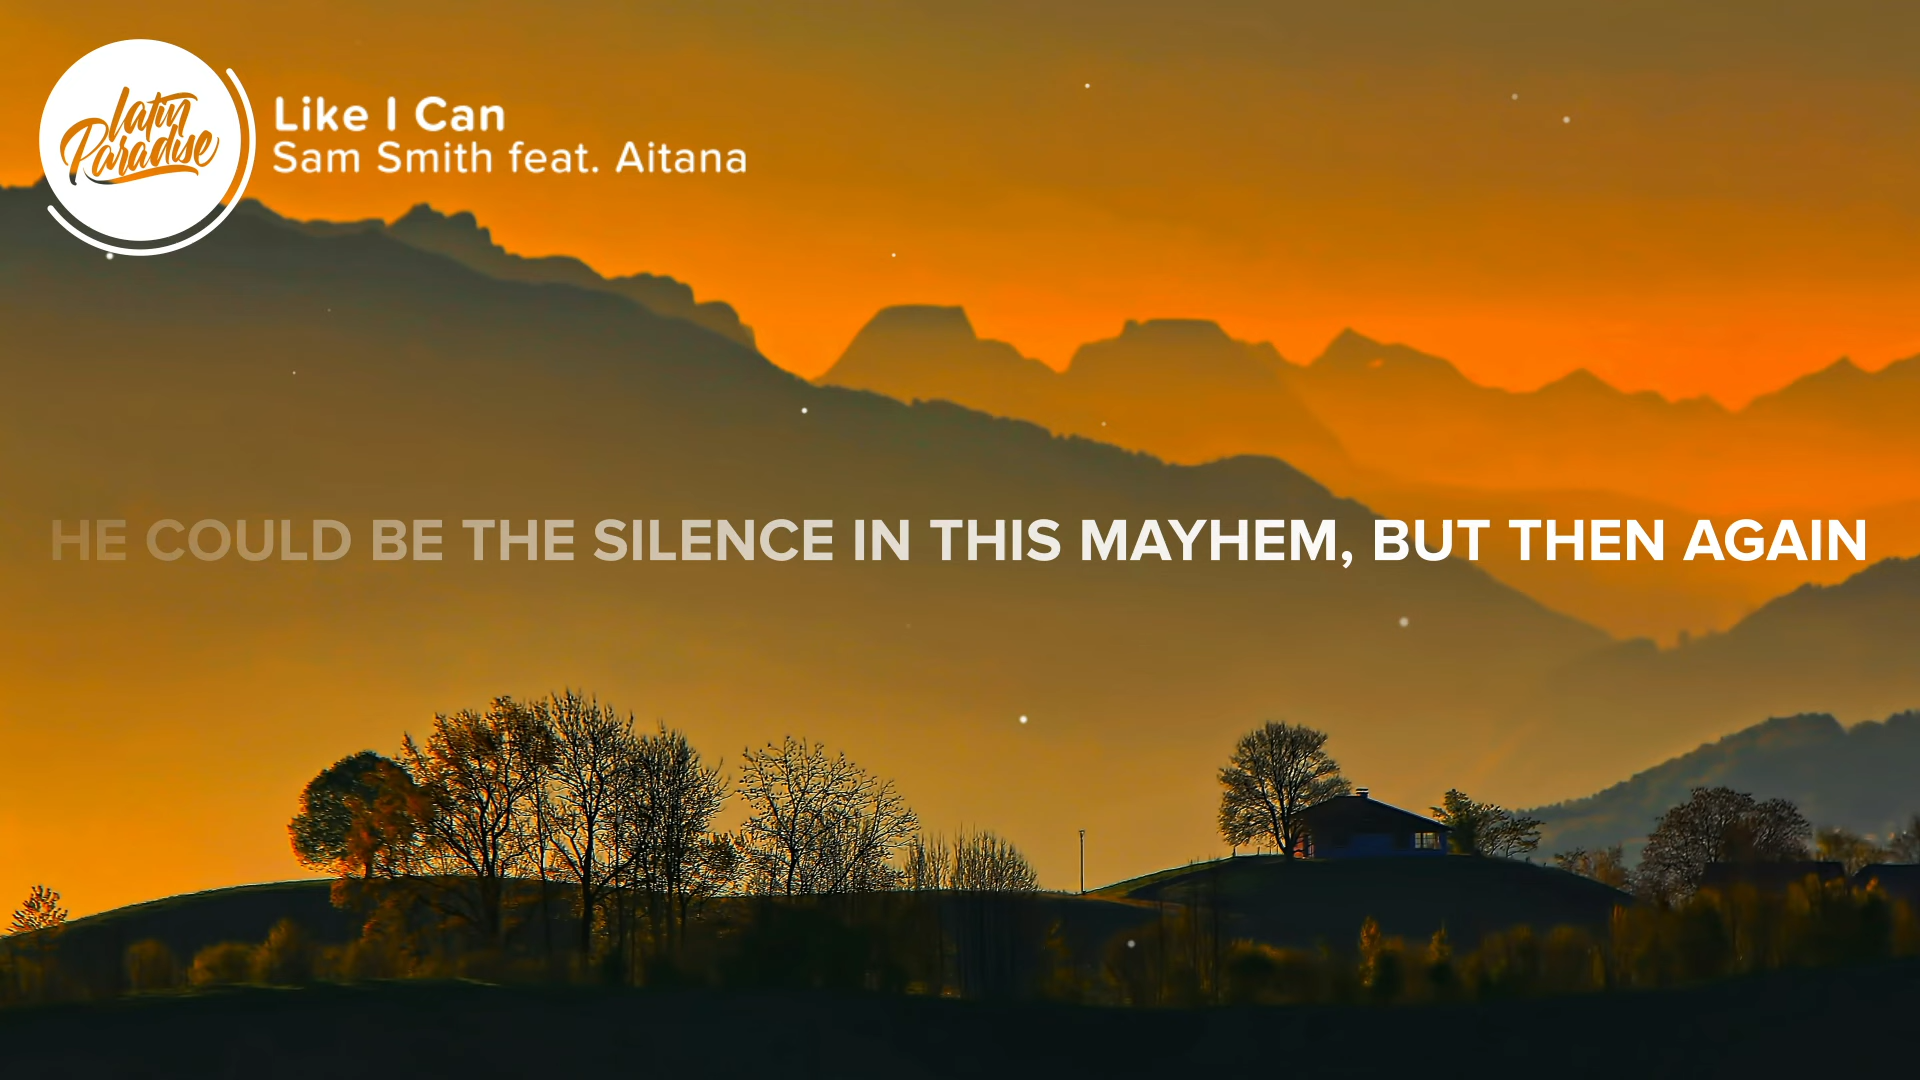 Latin
Paradise
Like I Can
Sam Smith feat. Aitana
HE COULD BE THE SILENCE IN THIS MAYHEM, BUT THEN AGAIN